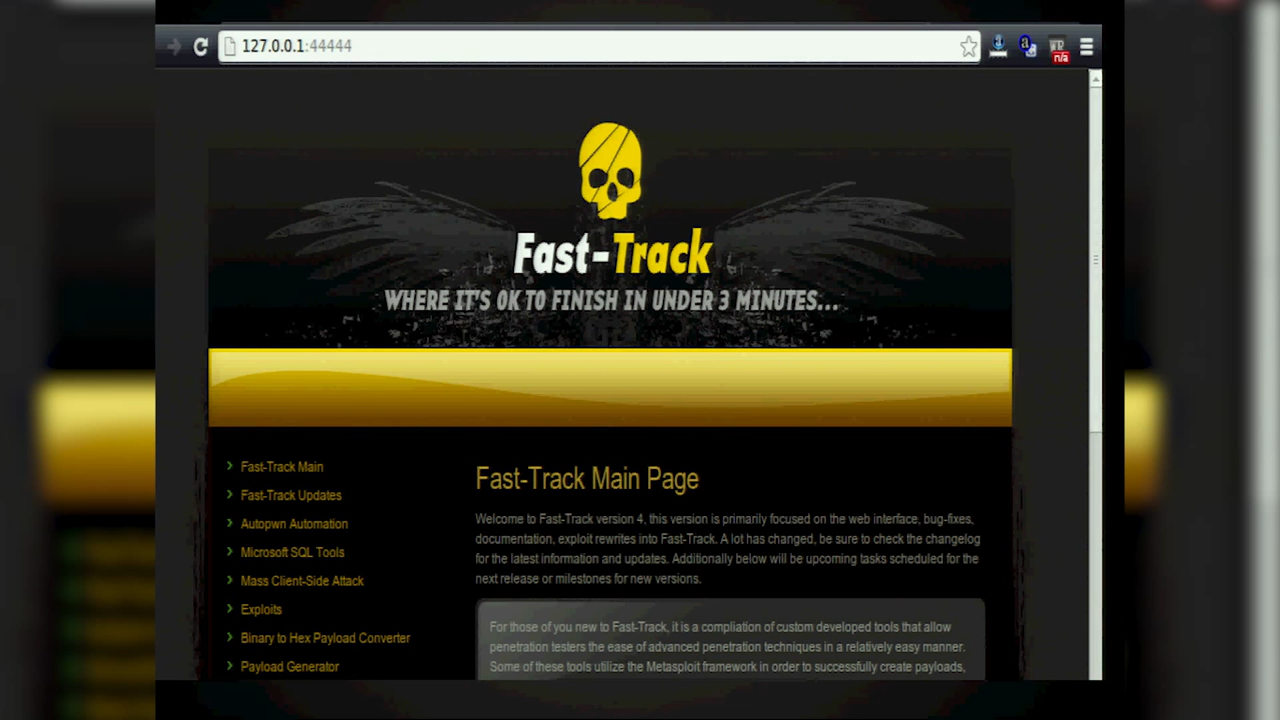 127.0.0.1:44444
n/a
Fast-Track
WHERE IT'S OK TO FINISH IN UNDER 3 MINUTES...
Fast-Track Main
Fast-Track Updates
Autopwn Automation
Microsoft SQL Tools
Mass Client-Side Attack
Exploits
Binary to Hex Payload Converter
Payload Generator
Fast-Track Main Page
Welcome to Fast-Track version 4, this version is primarily focused on the web interface, bug-fixes,
documentation, exploit rewrites into Fast-Track. A lot has changed, be sure to check the changelog
for the latest information and updates. Additionally below will be upcoming tasks scheduled for the
next release or milestones for new versions.
For those of you new to Fast-Track, it is a compliation of custom developed tools that allow
penetration testers the ease of advanced penetration techniques in a relatively easy manner.
Some of these tools utilize the Metasploit framework in order to successfully create payloads,